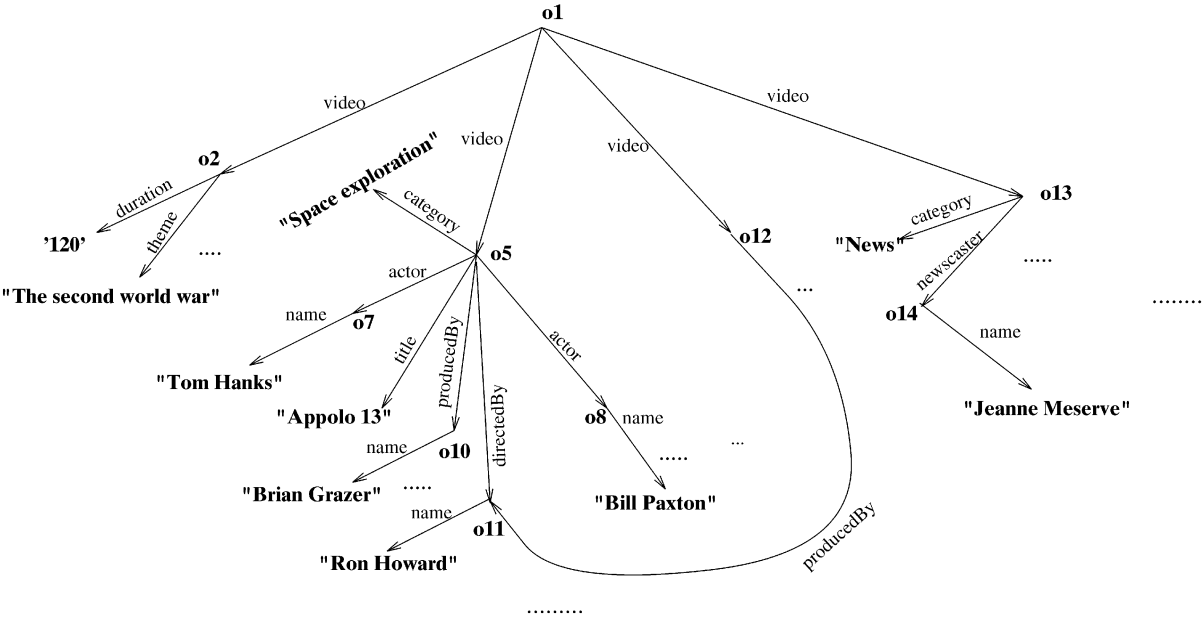 o1
video
video
video
video
o2
"Space exploration"
o13
duration
theme
category
category
'120'
....
o5
o12
"News"
newscaster
.....
"The second world war"
actor
...
........
name
o7
title
producedBy
actor
o14
name
"Tom Hanks"
"Appolo 13"
directedBy
o8
name
"Jeanne Meserve"
name
o10
.....
...
"Brian Grazer"
.....
"Bill Paxton"
name
o11
producedBy
"Ron Howard"
.........